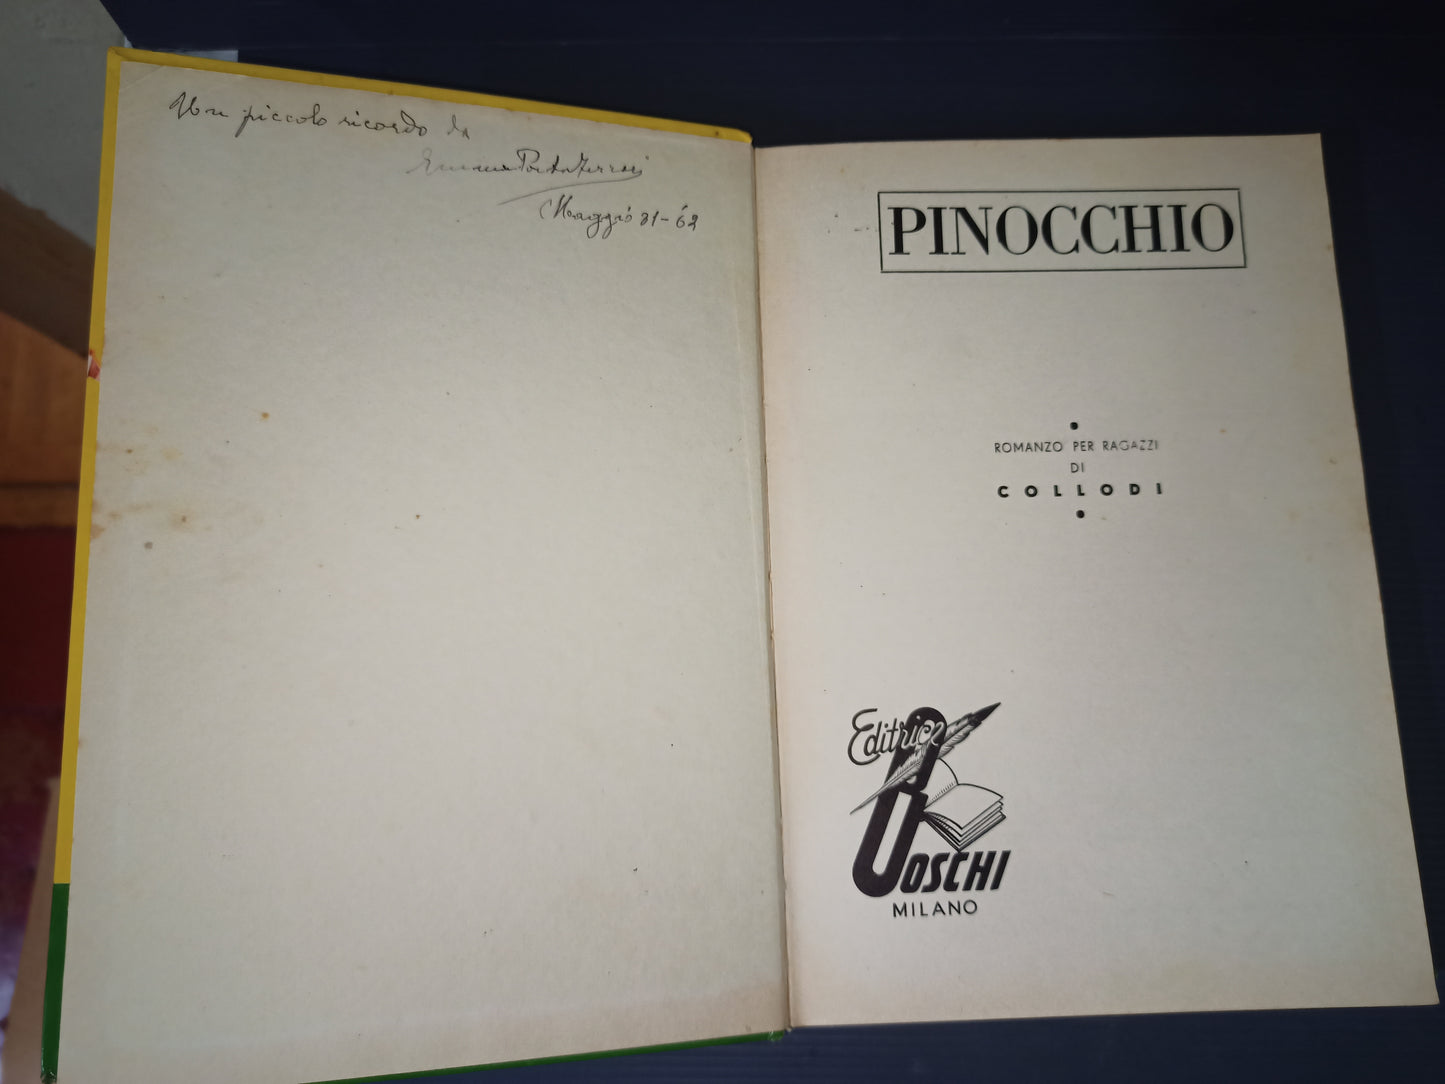 Un piccolo ricordo da
Maggio 31-62
PINOCCHIO
ROMANZO PER RAGAZZI
DI
COLLODI
Editrice
BOSCHI
MILANO